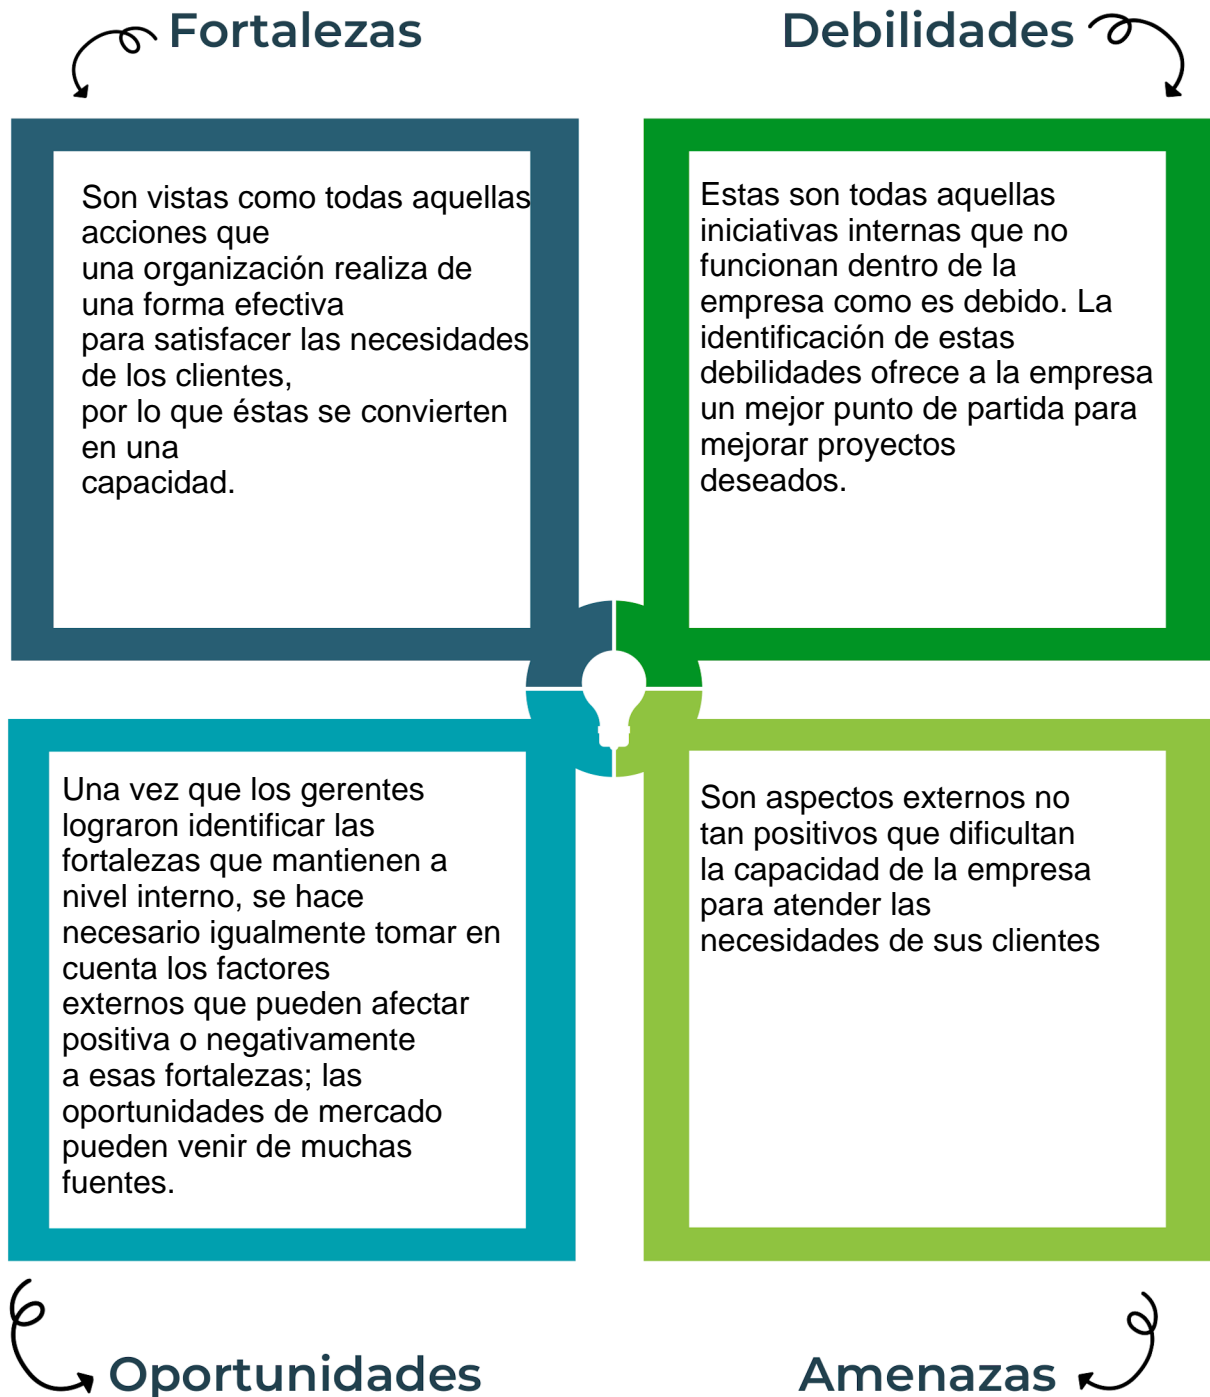 Fortalezas
Son vistas como todas aquellas
acciones que
una organización realiza de
una forma efectiva
para satisfacer las necesidades
de los clientes,
por lo que éstas se convierten
en una
capacidad.
Debilidades
Estas son todas aquellas
iniciativas internas que no
funcionan dentro de la
empresa como es debido. La
identificación de estas
debilidades ofrece a la empresa
un mejor punto de partida para
mejorar proyectos
deseados.
Una vez que los gerentes
lograron identificar las
fortalezas que mantienen a
nivel interno, se hace
necesario igualmente tomar en
cuenta los factores
externos que pueden afectar
positiva o negativamente
a esas fortalezas; las
oportunidades de mercado
pueden venir de muchas
fuentes.
Oportunidades
Son aspectos externos no
tan positivos que dificultan
la capacidad de la empresa
para atender las
necesidades de sus clientes
Amenazas